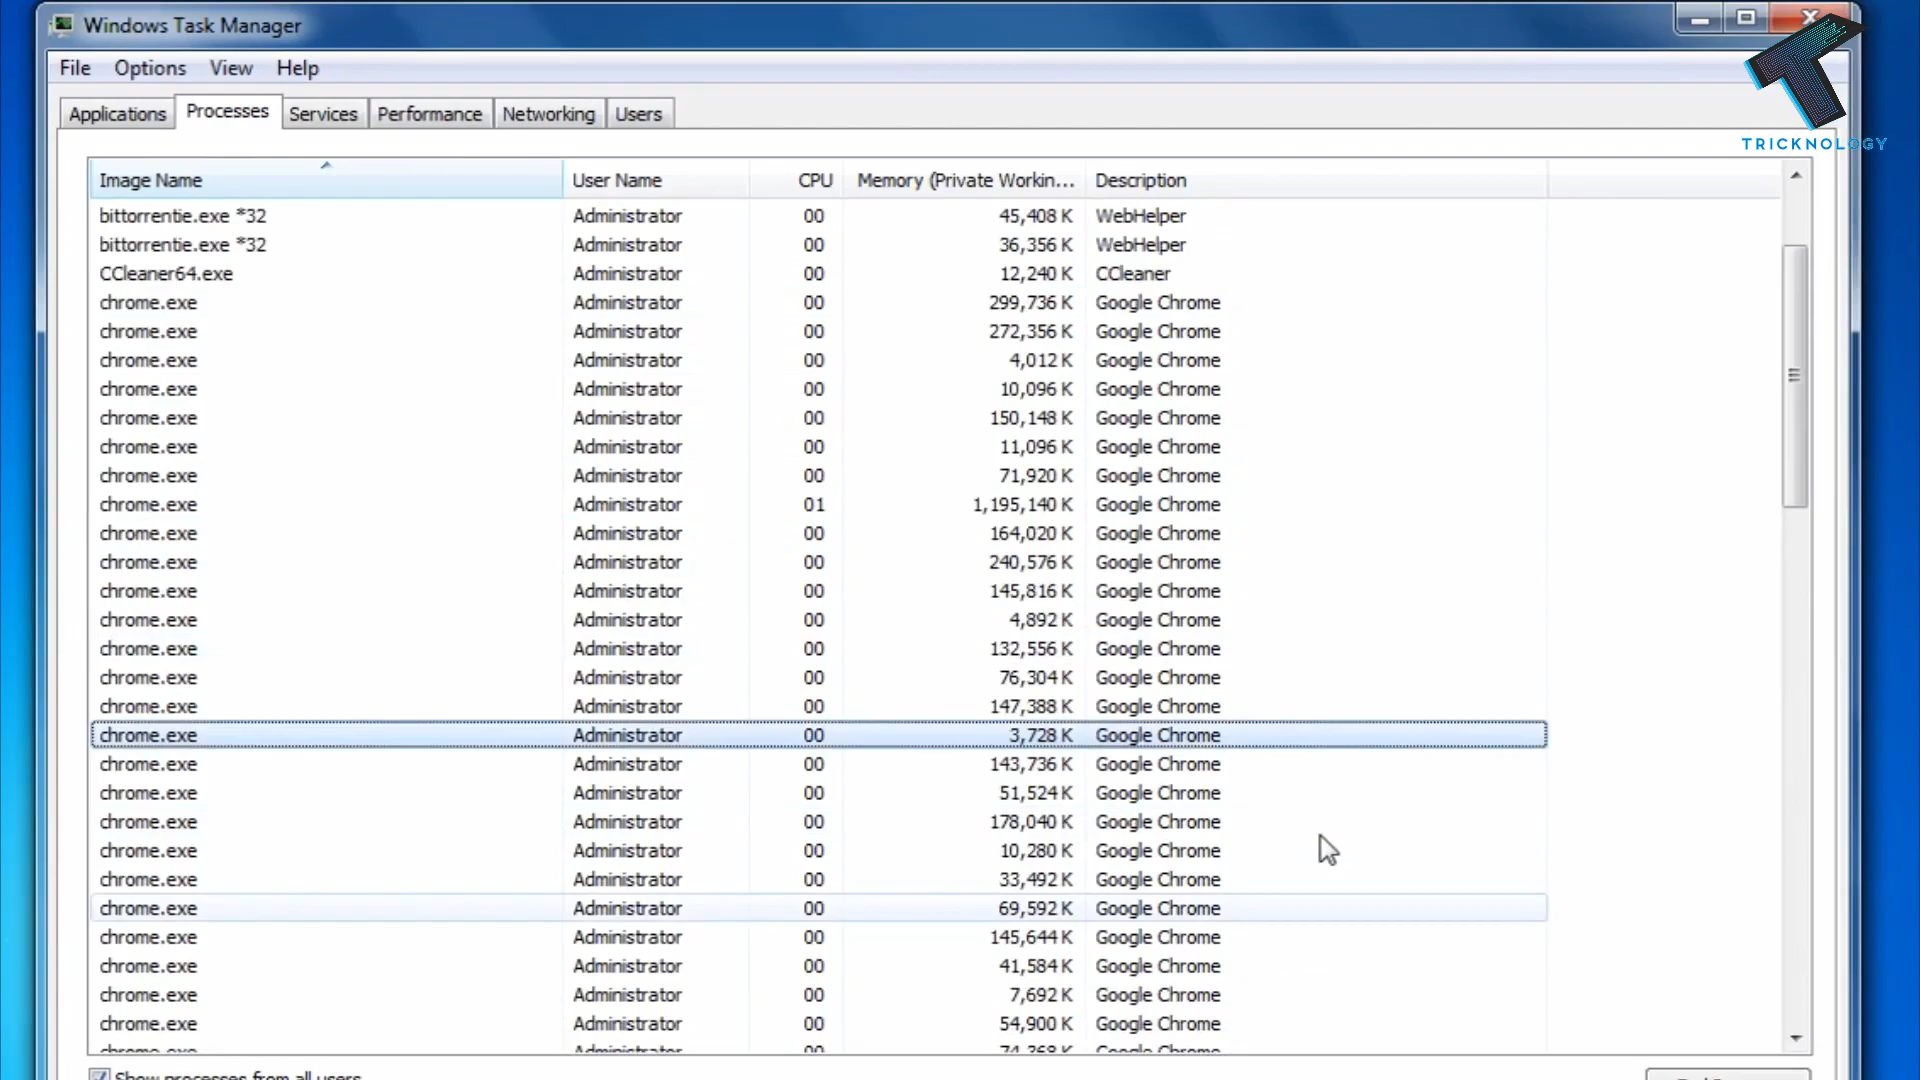 Windows Task Manager
File Options View Help
TRICKNOLOGY
Applications Processes Services Performance Networking Users
Image Name User Name CPU Memory (Private Workin... Description
bittorrentie.exe *32 Administrator 00 45,408 K WebHelper
bittorrentie.exe *32 Administrator 00 36,356 K WebHelper
CCleaner64.exe Administrator 00 12,240 K CCleaner
chrome.exe Administrator 00 299,736 K Google Chrome
chrome.exe Administrator 00 272,356 K Google Chrome
chrome.exe Administrator 00 4,012 K Google Chrome
chrome.exe Administrator 00 10,096 K Google Chrome
chrome.exe Administrator 00 150,148 K Google Chrome
chrome.exe Administrator 00 11,096 K Google Chrome
chrome.exe Administrator 00 71,920 K Google Chrome
chrome.exe Administrator 01 1,195,140 K Google Chrome
chrome.exe Administrator 00 164,020 K Google Chrome
chrome.exe Administrator 00 240,576 K Google Chrome
chrome.exe Administrator 00 145,816 K Google Chrome
chrome.exe Administrator 00 4,892 K Google Chrome
chrome.exe Administrator 00 132,556 K Google Chrome
chrome.exe Administrator 00 76,304 K Google Chrome
chrome.exe Administrator 00 147,388 K Google Chrome
chrome.exe Administrator 00 3,728 K Google Chrome
chrome.exe Administrator 00 143,736 K Google Chrome
chrome.exe Administrator 00 51,524 K Google Chrome
chrome.exe Administrator 00 178,040 K Google Chrome
chrome.exe Administrator 00 10,280 K Google Chrome
chrome.exe Administrator 00 33,492 K Google Chrome
chrome.exe Administrator 00 69,592 K Google Chrome
chrome.exe Administrator 00 145,644 K Google Chrome
chrome.exe Administrator 00 41,584 K Google Chrome
chrome.exe Administrator 00 7,692 K Google Chrome
chrome.exe Administrator 00 54,900 K Google Chrome
chrome.exe Administrator 00 74,368 K Google Chrome
Show processes from all users